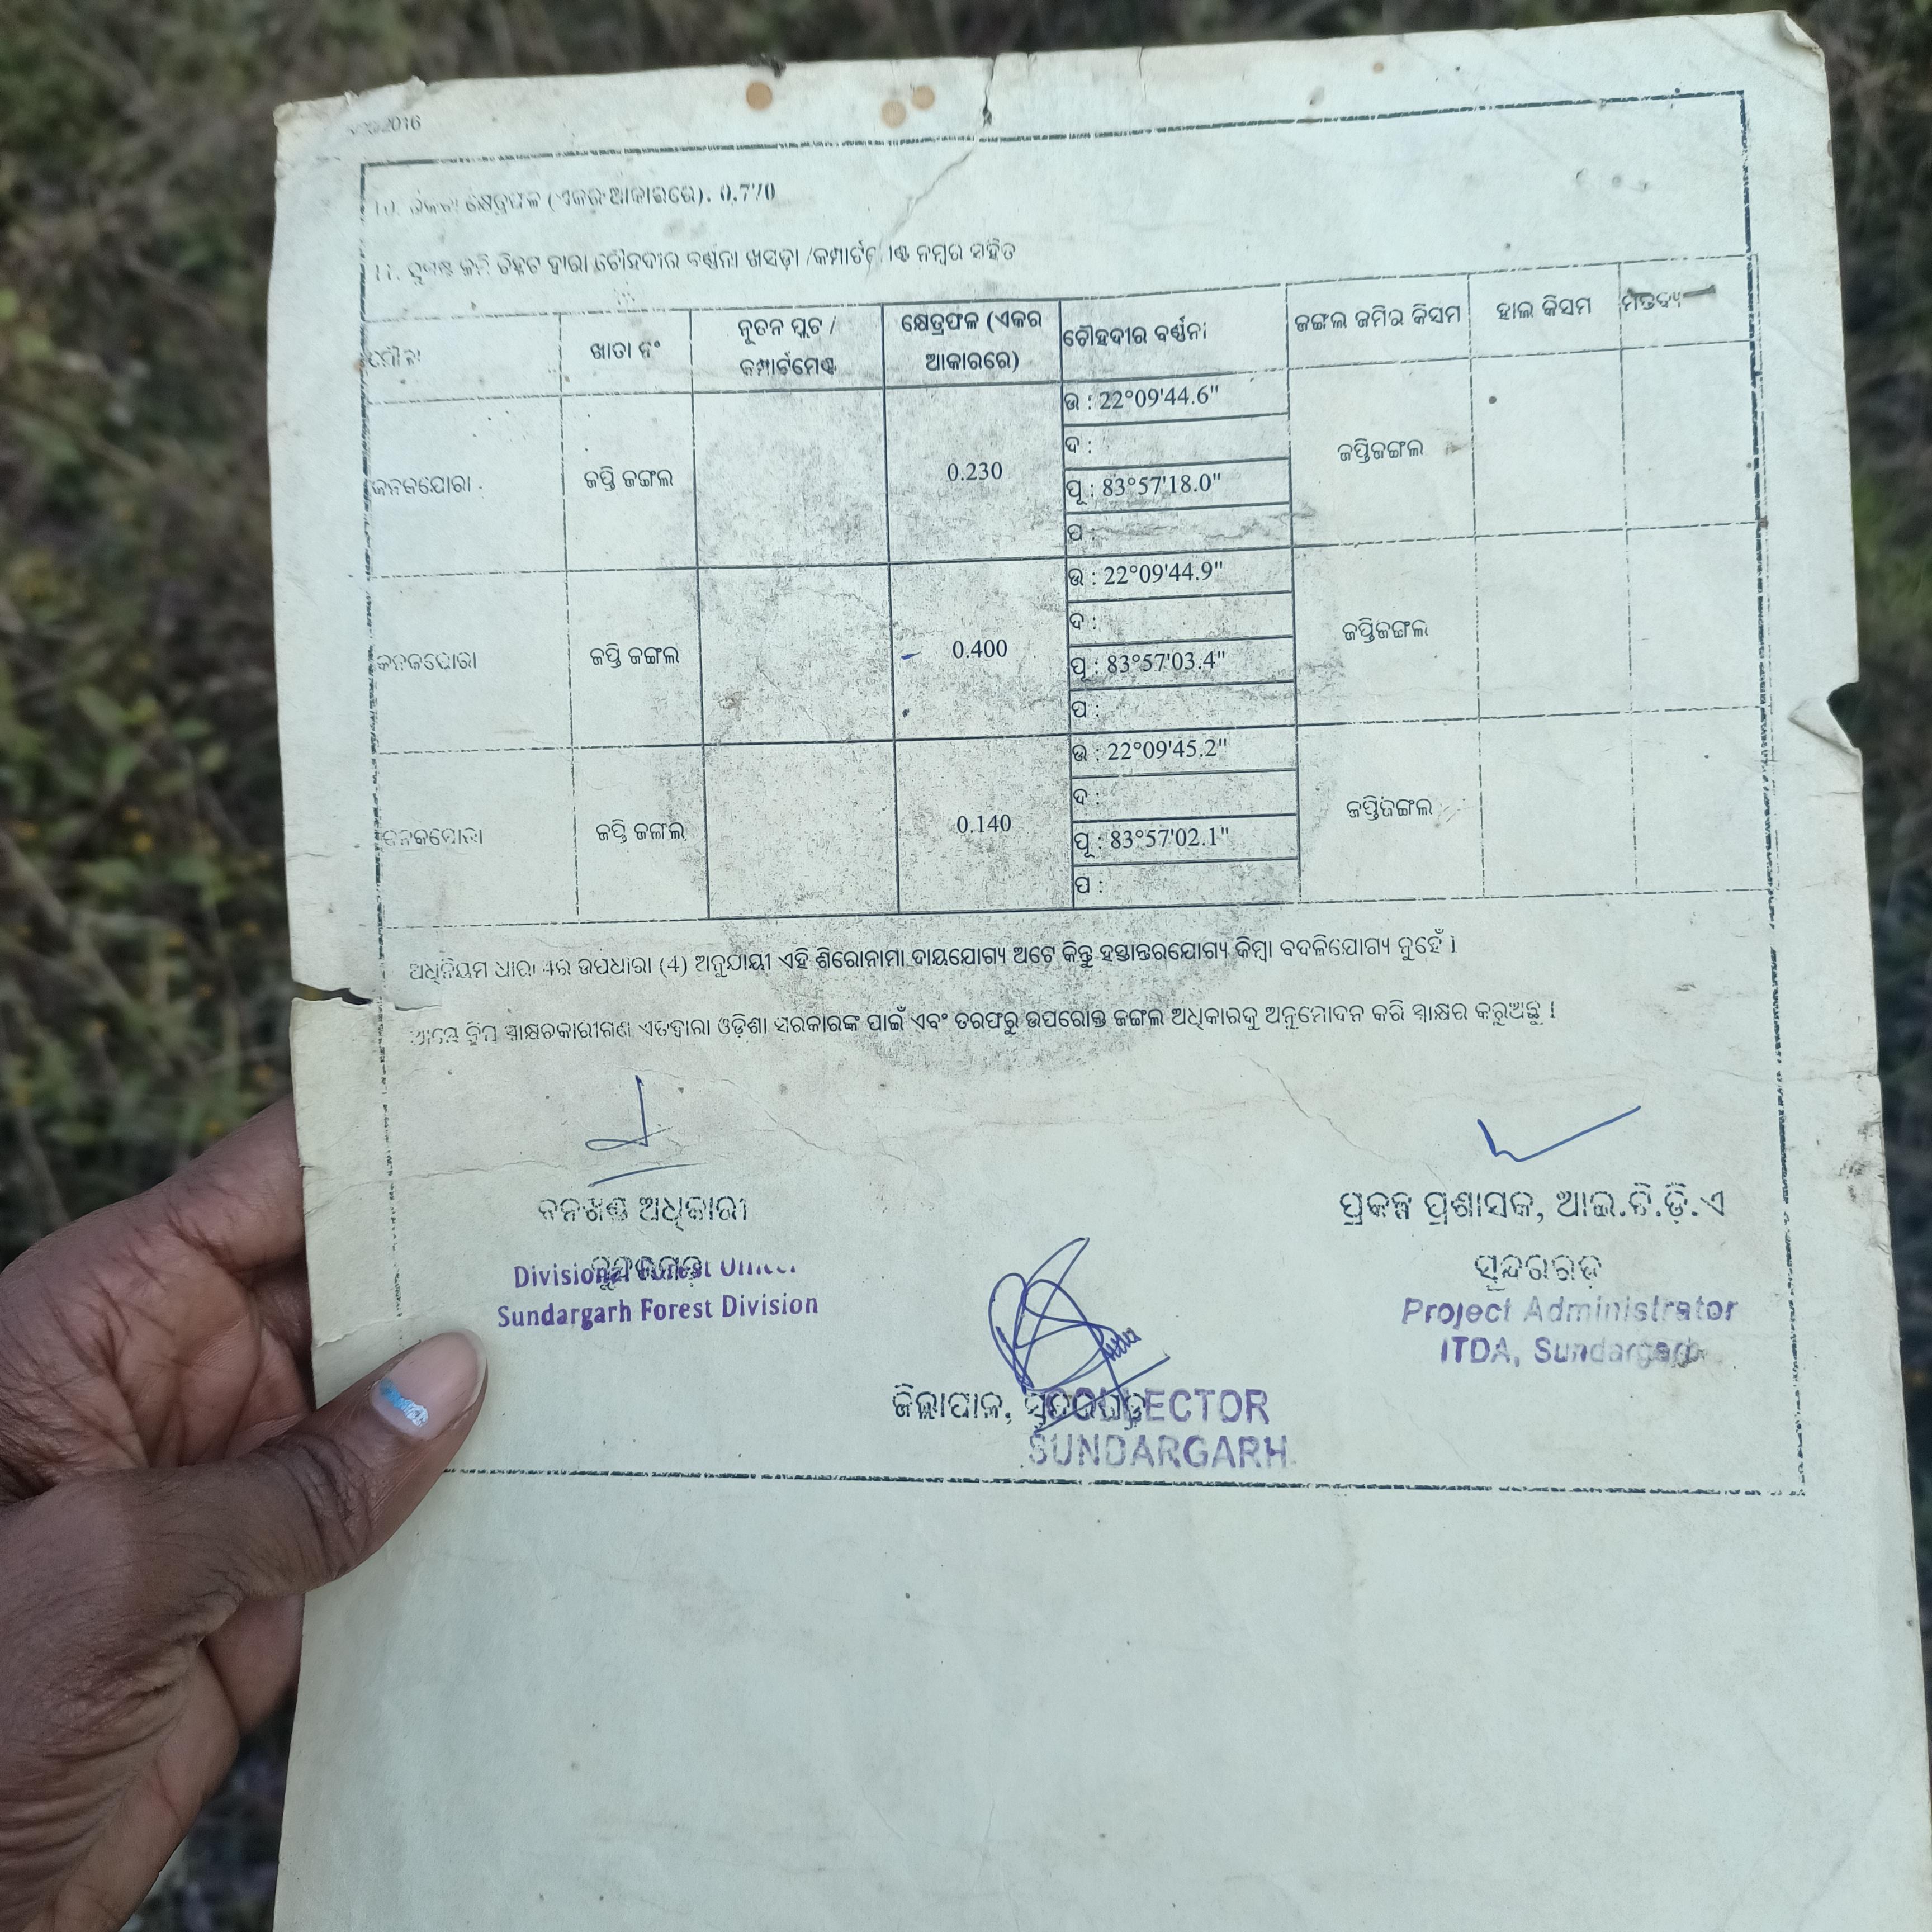 2016
କ୍ଷେତ୍ରଫଳ (ଏକର ଆକାରରେ). 0.770
11. ଚିହ୍ନଟ ଦ୍ୱାରା ଚୌହଦୀର ବର୍ଣ୍ଣନା ଖସଡ଼ା /କମ୍ପାର୍ଟମେଣ୍ଟ ନମ୍ବର ସହିତ
ମୌଜା
ଖାତା ନଂ
ନୂତନ ପ୍ଲଟ /
କମ୍ପାର୍ଟମେଣ୍ଟ
କ୍ଷେତ୍ରଫଳ (ଏକର
ଆକାରରେ)
ଚୌହଦୀର ବର୍ଣ୍ଣନା
ଜଙ୍ଗଲ ଜମିର କିସମ
ହାଲ କିସମ
ମନ୍ତବ୍ୟ
ଜପ୍ତି ଜଙ୍ଗଲ
0.230
ଉ : 22°09'44.6"
ଦ :
ପୂ : 83°57'18.0"
ପ :
ଜପ୍ତିଜଙ୍ଗଲ
ଜପ୍ତି ଜଙ୍ଗଲ
0.400
ଉ : 22°09'44.9"
ଦ :
ପୂ : 83°57'03.4"
ପ :
ଜପ୍ତିଜଙ୍ଗଲ
ଜପ୍ତି ଜଙ୍ଗଲ
0.140
ଉ : 22°09'45.2"
ଦ :
ପୂ : 83°57'02.1"
ପ :
ଜପ୍ତିଜଙ୍ଗଲ
ଅଧିନିୟମ ଧାରା 4ର ଉପଧାରା (4) ଅନୁଯାୟୀ ଏହି ଶିରୋନାମା ଦାୟଯୋଗ୍ୟ ଅଟେ କିନ୍ତୁ ହସ୍ତାନ୍ତରଯୋଗ୍ୟ କିମ୍ବା ବଦଳିଯୋଗ୍ୟ ନୁହେଁ ।
ନିମ୍ନ ସ୍ୱାକ୍ଷରକାରୀଗଣ ଏତଦ୍ୱାରା ଓଡ଼ିଶା ସରକାରଙ୍କ ପାଇଁ ଏବଂ ତରଫରୁ ଉପରୋକ୍ତ ଜଙ୍ଗଲ ଅଧିକାରକୁ ଅନୁମୋଦନ କରି ସ୍ୱାକ୍ଷର କରୁଅଛୁ ।
ବନଖଣ୍ଡ ଅଧିକାରୀ
Divisional Forest Officer
Sundargarh Forest Division
ପ୍ରକଳ୍ପ ପ୍ରଶାସକ, ଆଇ.ଟି.ଡ଼ି.ଏ
ସୁନ୍ଦରଗଡ଼
Project Administrator
ITDA, Sundargarh
ଜିଲ୍ଲାପାଳ, ସୁନ୍ଦରଗଡ଼
COLLECTOR
SUNDARGARH